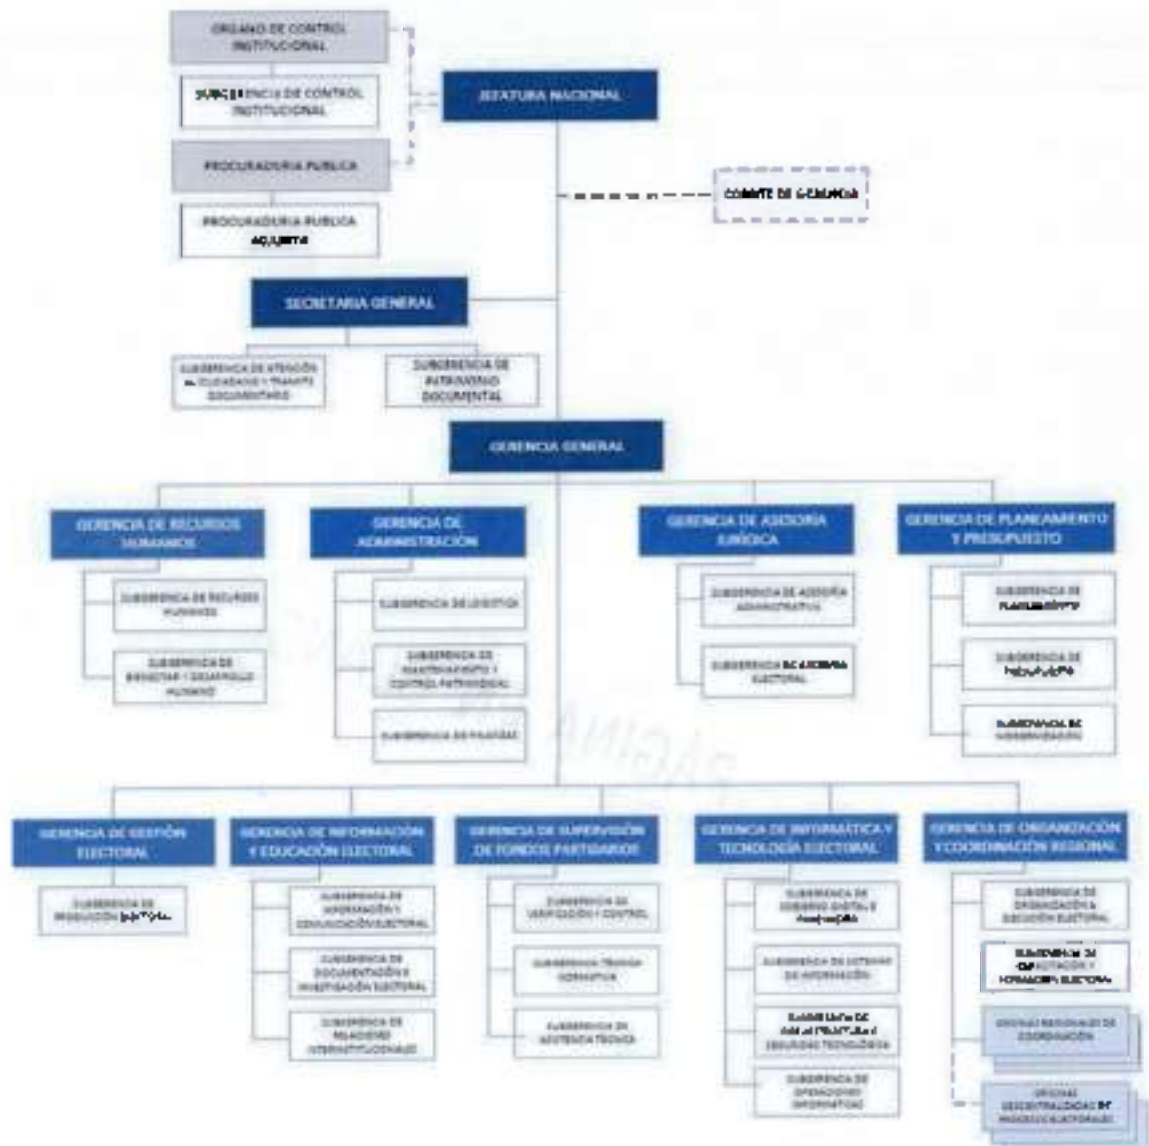 ORGANO DE CONTROL
INSTITUCIONAL
SUBGERENCIA DE CONTROL
INSTITUCIONAL
JEFATURA NACIONAL
PROCURADURIA PUBLICA
COMITE DE GERENCIA
PROCURADURIA PUBLICA
ADJUNTA
SECRETARIA GENERAL
SUBGERENCIA DE ATENCIÓN
AL CIUDADANO Y TRAMITE
DOCUMENTARIO
SUBGERENCIA DE
PATRIMONIO
DOCUMENTAL
GERENCIA GENERAL
GERENCIA DE RECURSOS
HUMANOS
GERENCIA DE
ADMINISTRACIÓN
GERENCIA DE ASESORÍA
JURÍDICA
GERENCIA DE PLANEAMIENTO
Y PRESUPUESTO
SUBGERENCIA DE RECURSOS
HUMANOS
SUBGERENCIA DE
BIENESTAR Y DESARROLLO
HUMANO
SUBGERENCIA DE LOGISTICA
SUBGERENCIA DE
MANTENIMIENTO Y
CONTROL PATRIMONIAL
SUBGERENCIA DE FINANZAS
SUBGERENCIA DE ASESORÍA
ADMINISTRATIVA
SUBGERENCIA DE ASESORIA
ELECTORAL
SUBGERENCIA DE
PLANEAMIENTO
SUBGERENCIA DE
SUBGERENCIA DE
MODERNIZACIÓN
PAGINA
GERENCIA DE GESTIÓN
ELECTORAL
GERENCIA DE INFORMACIÓN
Y EDUCACIÓN ELECTORAL
GERENCIA DE SUPERVISIÓN
DE FONDOS PARTIDARIOS
GERENCIA DE INFORMÁTICA Y
TECNOLOGÍA ELECTORAL
GERENCIA DE ORGANIZACIÓN
Y COORDINACIÓN REGIONAL
SUBGERENCIA DE
PRODUCCIÓN ELECTORAL
SUBGERENCIA DE
INFORMACIÓN Y
COMUNICACIÓN ELECTORAL
SUBGERENCIA DE
DOCUMENTACIÓN E
INVESTIGACIÓN ELECTORAL
SUBGERENCIA DE
RELACIONES
INTERINSTITUCIONALES
SUBGERENCIA DE
VERIFICACIÓN Y CONTROL
SUBGERENCIA TÉCNICA
NORMATIVA
SUBGERENCIA DE
ASISTENCIA TÉCNICA
SUBGERENCIA DE
GOBIERNO DIGITAL E
SUBGERENCIA DE SISTEMAS
DE INFORMACIÓN
SUBGERENCIA DE
INFRAESTRUCTURA Y
SEGURIDAD TECNOLÓGICA
SUBGERENCIA DE
OPERACIONES
INFORMÁTICAS
SUBGERENCIA DE
ORGANIZACIÓN &
EJECUCIÓN ELECTORAL
SUBGERENCIA DE
CAPACITACIÓN Y
FORMACIÓN ELECTORAL
OFICINAS REGIONALES DE
COORDINACIÓN
OFICINAS
DESCENTRALIZADAS DE
PROCESOS ELECTORALES